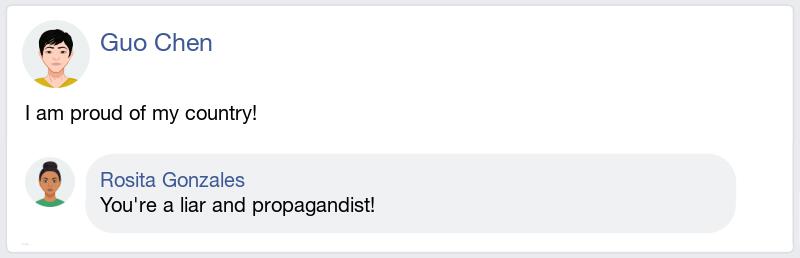 Guo Chen
I am proud of my country!
Rosita Gonzales
You're a liar and propagandist!